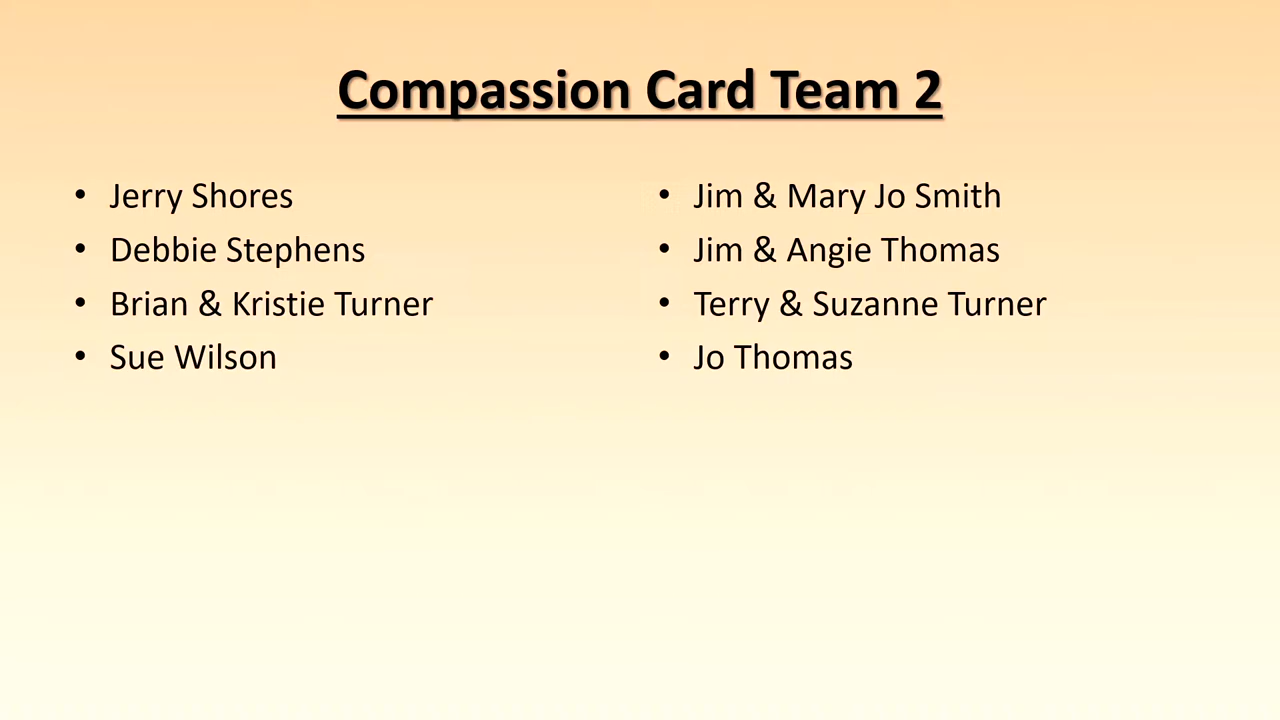 Compassion Card Team 2
• Jerry Shores
• Debbie Stephens
• Brian & Kristie Turner
• Sue Wilson
• Jim & Mary Jo Smith
• Jim & Angie Thomas
• Terry & Suzanne Turner
• Jo Thomas